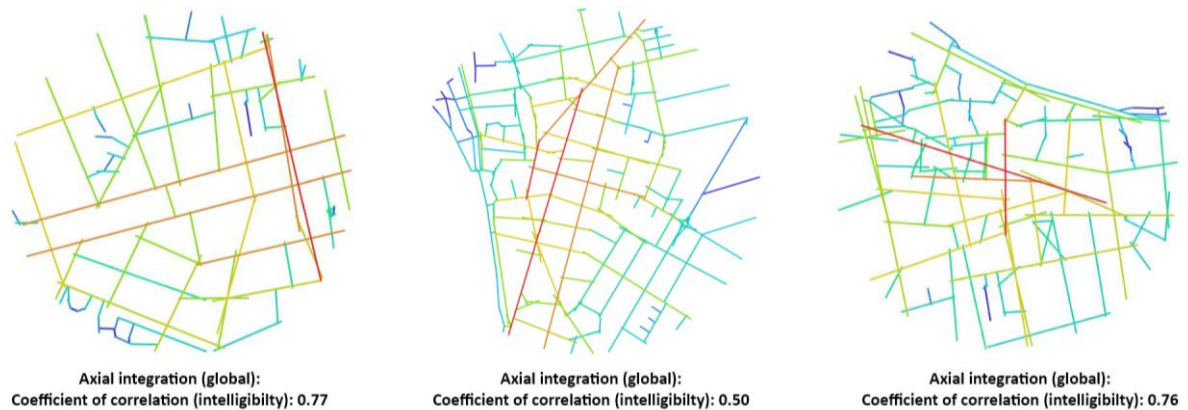 Axial integration (global):
Coefficient of correlation (intelligibilty): 0.77
Axial integration (global):
Coefficient of correlation (intelligibilty): 0.50
Axial integration (global):
Coefficient of correlation (intelligibilty): 0.76